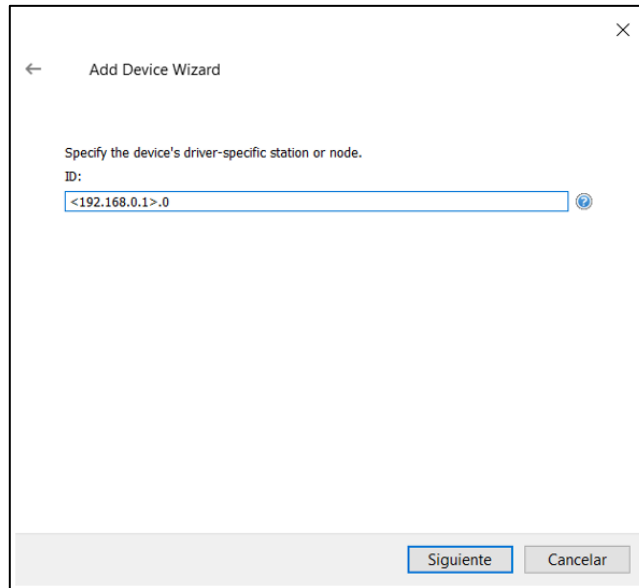 Add Device Wizard
Specify the device's driver-specific station or node.
ID:
<192.168.0.1>.0
Siguiente
Cancelar